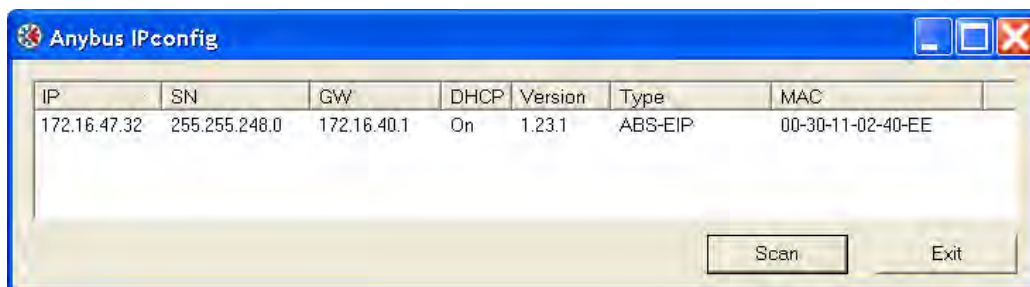 Anybus IPconfig
IP SN GW DHCP Version Type MAC
172.16.47.32 255.255.248.0 172.16.40.1 On 1.23.1 ABS-EIP 00-30-11-02-40-EE
Scan Exit